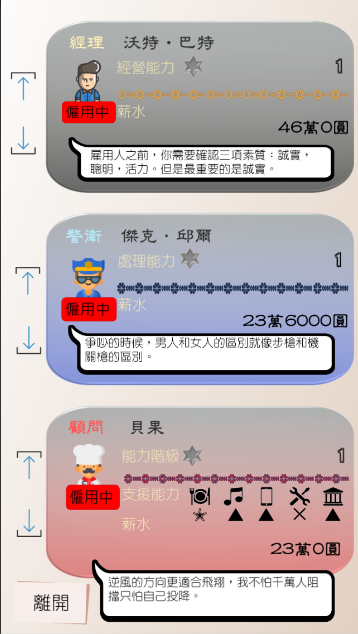 經理 沃特・巴特
經營能力 1
僱用中 薪水
46萬0圓
雇用人之前，你需要確認三項素質：誠實，
聰明，活力。但是最重要的是誠實。
警衛 傑克・邱爾
處理能力 1
僱用中 薪水
23萬6000圓
爭吵的時候，男人和女人的區別就像步槍和機
關槍的區別。
顧問 貝果
能力階級 1
僱用中 支援能力
薪水
23萬0圓
逆風的方向更適合飛翔，我不怕千萬人阻
擋只怕自己投降。
離開